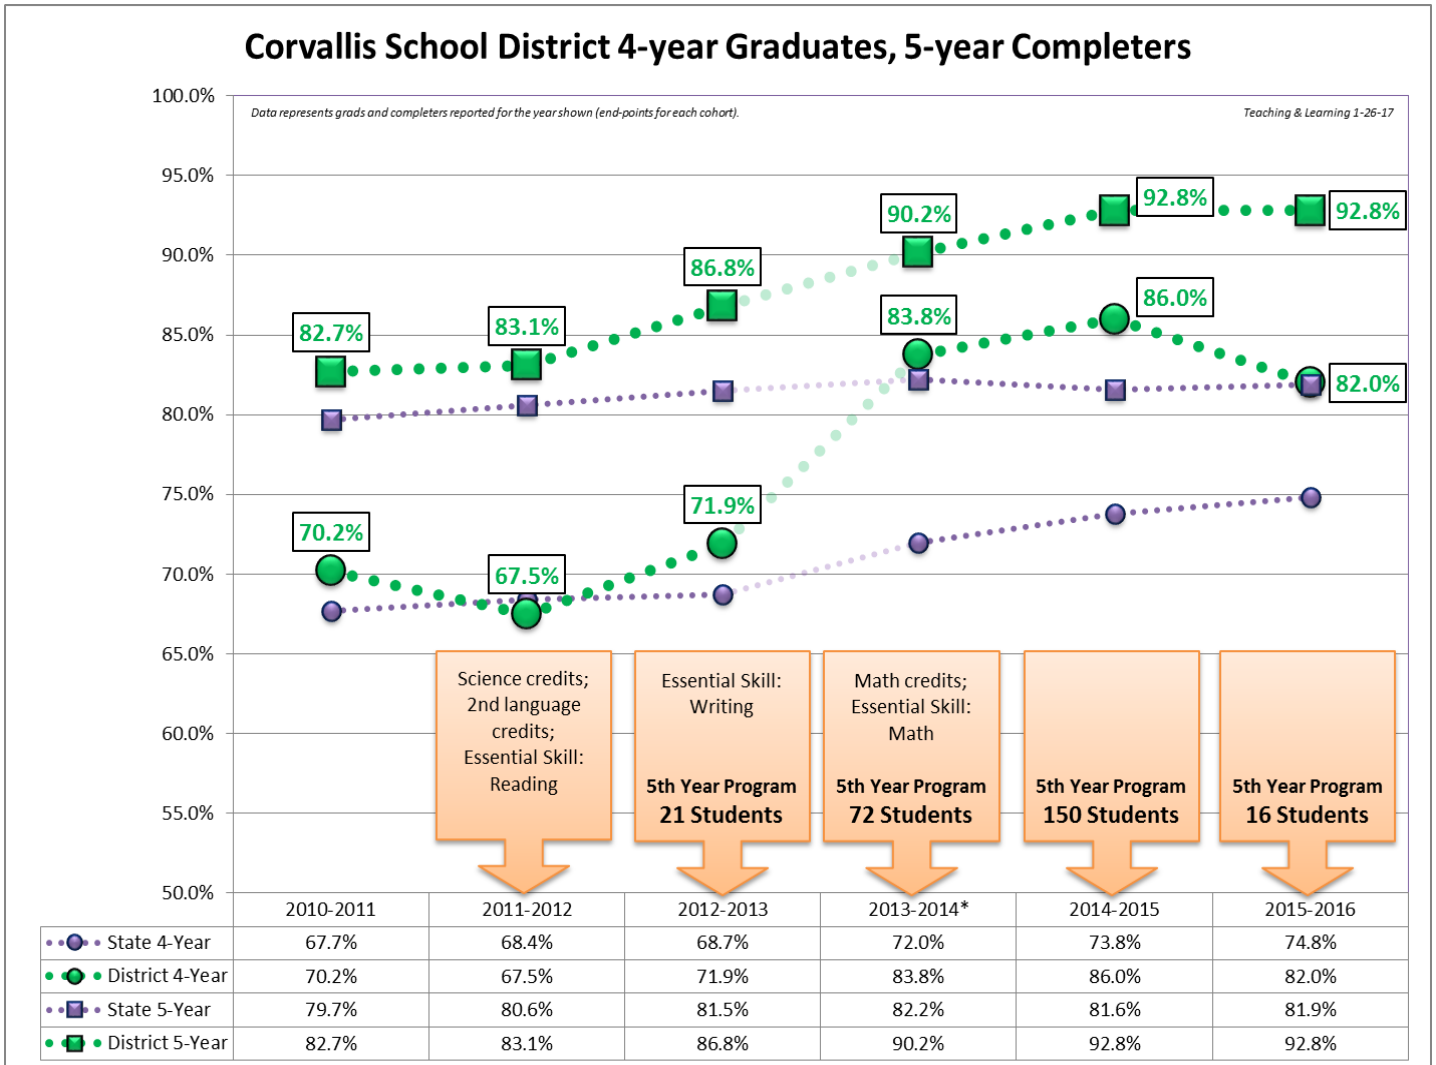 Corvallis School District 4-year Graduates, 5-year Completers
100.0%
Data represents grads and completers reported for the year shown (end-points for each cohort).
Teaching & Learning 1-26-17
95.0%
90.0%
85.0%
80.0%
75.0%
70.0%
65.0%
60.0%
55.0%
50.0%
82.7%
83.1%
86.8%
90.2%
92.8%
92.8%
70.2%
67.5%
71.9%
83.8%
86.0%
82.0%
Science credits;
2nd language
credits;
Essential Skill:
Reading
Essential Skill:
Writing
5th Year Program
21 Students
Math credits;
Essential Skill:
Math
5th Year Program
72 Students
5th Year Program
150 Students
5th Year Program
16 Students
2010-2011 2011-2012 2012-2013 2013-2014* 2014-2015 2015-2016
State 4-Year 67.7% 68.4% 68.7% 72.0% 73.8% 74.8%
District 4-Year 70.2% 67.5% 71.9% 83.8% 86.0% 82.0%
State 5-Year 79.7% 80.6% 81.5% 82.2% 81.6% 81.9%
District 5-Year 82.7% 83.1% 86.8% 90.2% 92.8% 92.8%